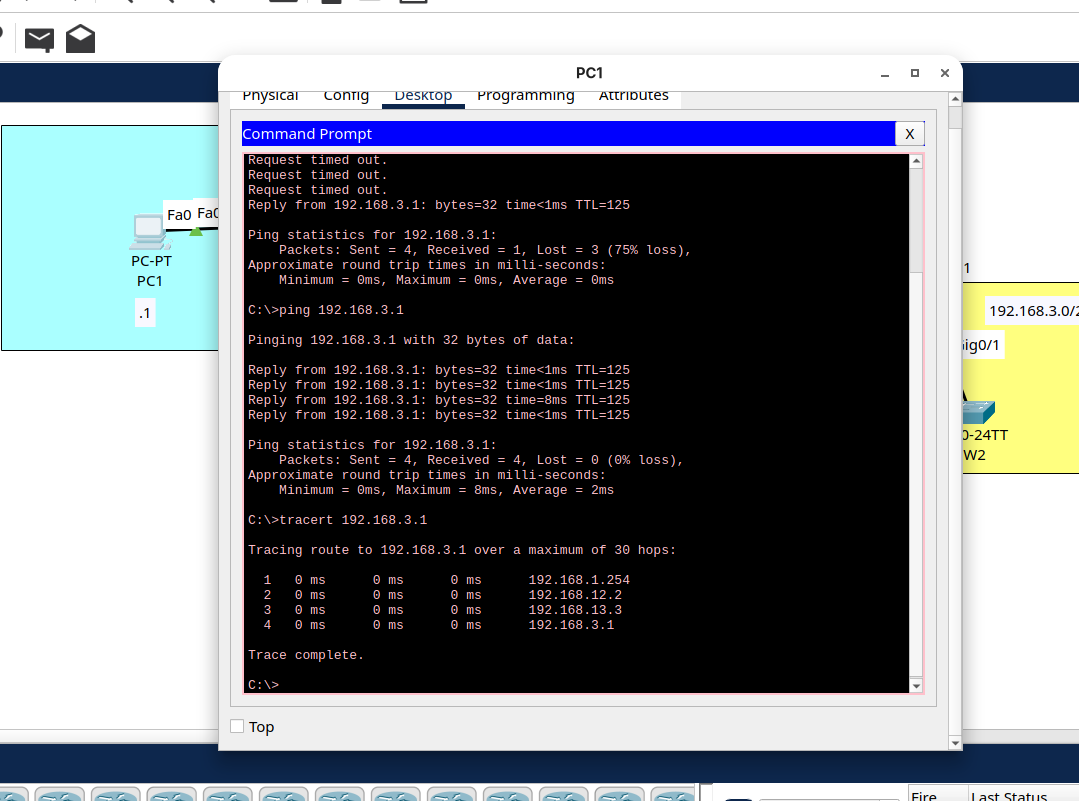 PC1
Physical Config Desktop Programming Attributes
Command Prompt
X
Request timed out.
Request timed out.
Request timed out.
Reply from 192.168.3.1: bytes=32 time<1ms TTL=125
Ping statistics for 192.168.3.1:
Packets: Sent = 4, Received = 1, Lost = 3 (75% loss),
Approximate round trip times in milli-seconds:
Minimum = 0ms, Maximum = 0ms, Average = 0ms
C:\>ping 192.168.3.1
Pinging 192.168.3.1 with 32 bytes of data:
Reply from 192.168.3.1: bytes=32 time<1ms TTL=125
Reply from 192.168.3.1: bytes=32 time<1ms TTL=125
Reply from 192.168.3.1: bytes=32 time=8ms TTL=125
Reply from 192.168.3.1: bytes=32 time<1ms TTL=125
Ping statistics for 192.168.3.1:
Packets: Sent = 4, Received = 4, Lost = 0 (0% loss),
Approximate round trip times in milli-seconds:
Minimum = 0ms, Maximum = 8ms, Average = 2ms
C:\>tracert 192.168.3.1
Tracing route to 192.168.3.1 over a maximum of 30 hops:
1 0 ms 0 ms 0 ms 192.168.1.254
2 0 ms 0 ms 0 ms 192.168.12.2
3 0 ms 0 ms 0 ms 192.168.13.3
4 0 ms 0 ms 0 ms 192.168.3.1
Trace complete.
C:\>
Top
Fa0 Fa0
PC-PT
PC1
.1
1
192.168.3.0/2
ig0/1
0-24TT
W2
Fire
Last Status